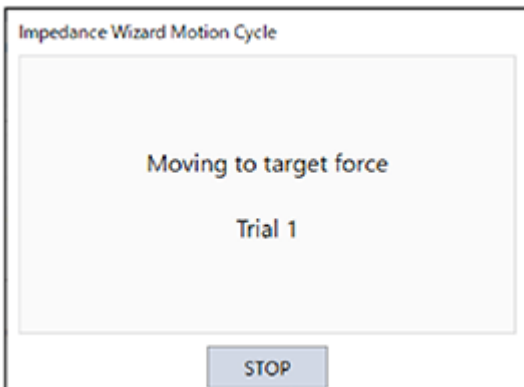 Impedance Wizard Motion Cycle
Moving to target force
Trial 1
STOP